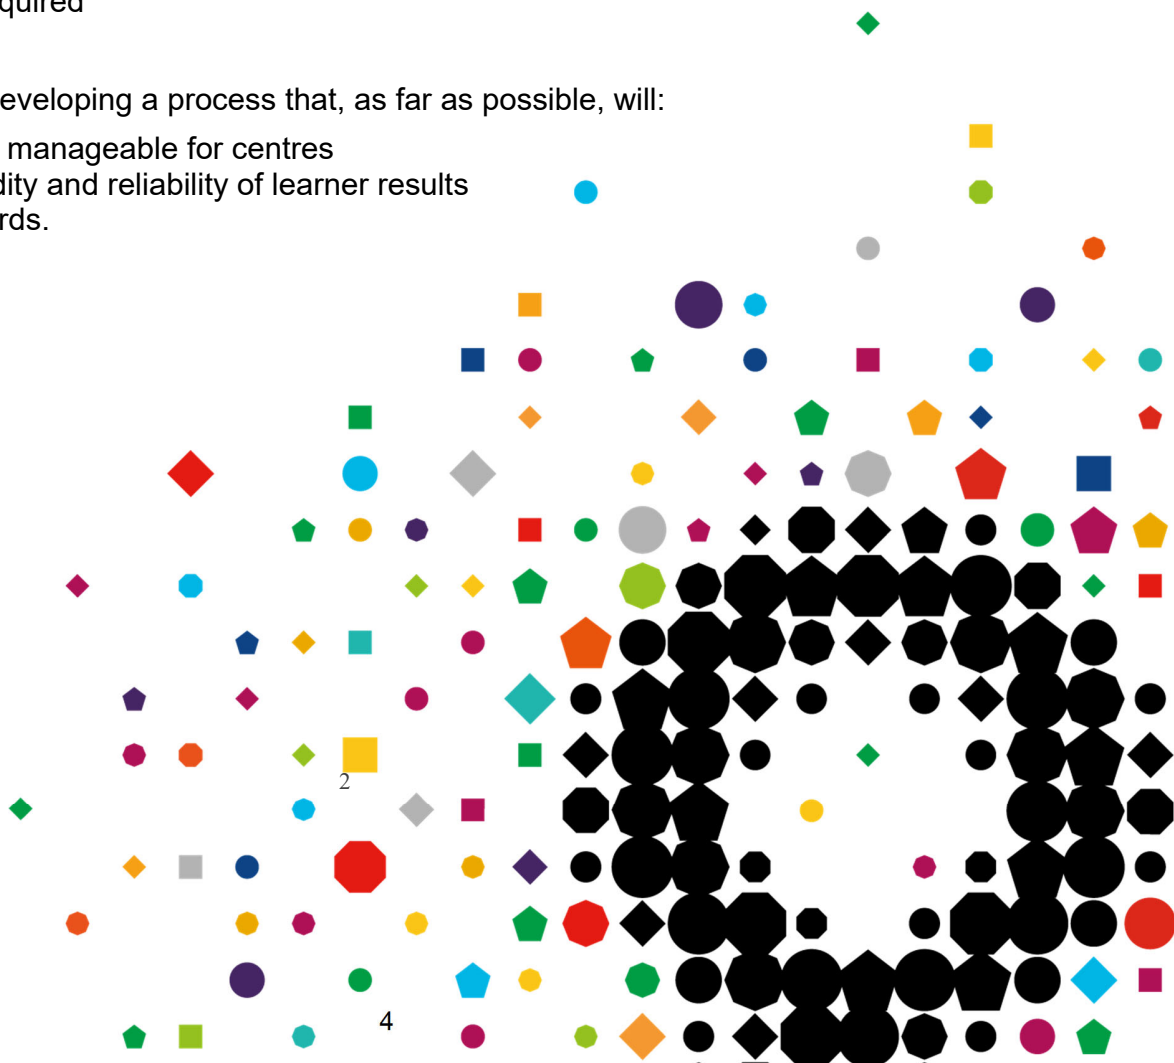 quired
eveloping a process that, as far as possible, will:
manageable for centres
dity and reliability of learner results
rds.
2
4